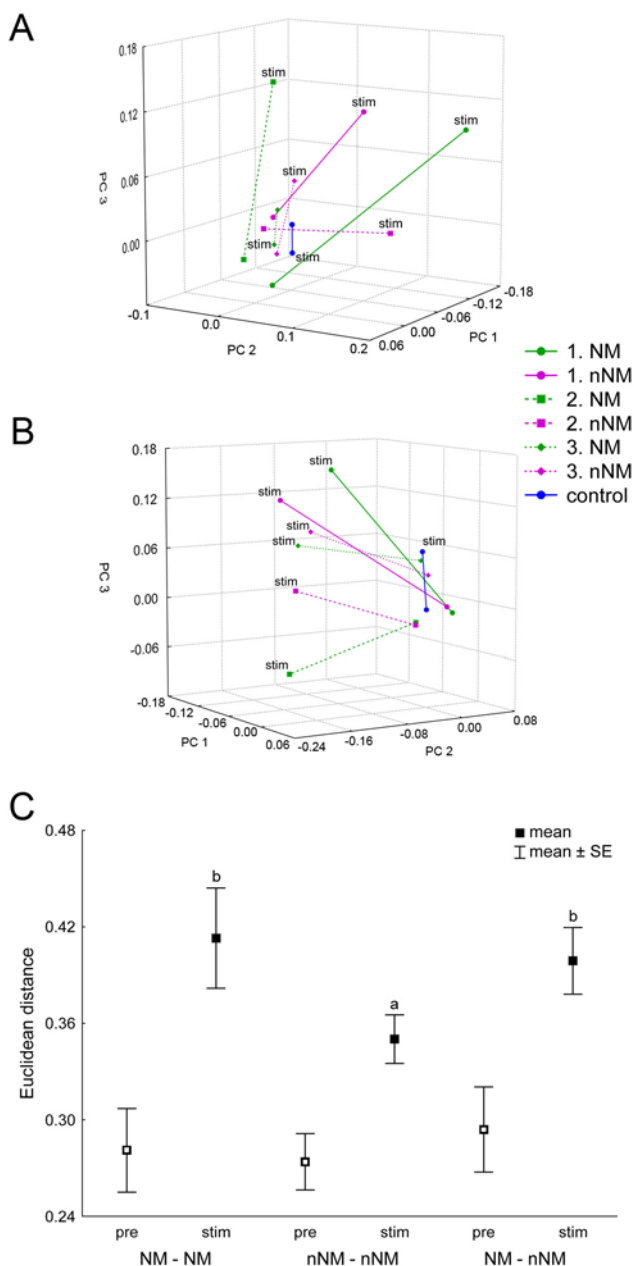 A
0.18
0.12
0.06
0.00
PC 3
stim
stim
stim
stim
stim
stim
stim
-0.1
0.0
0.1
0.2
PC 2
0.06
0.00
-0.06
-0.12
-0.18
PC 1
1. NM
1. nNM
2. NM
2. nNM
3. NM
3. nNM
control
B
0.18
0.12
0.06
0.00
-0.06
PC 3
stim
stim
stim
stim
stim
stim
stim
-0.18
-0.12
-0.06
0.00
0.06
PC 1
-0.24
-0.16
-0.08
0.00
0.08
PC 2
C
0.48
0.42
0.36
0.30
0.24
Euclidean distance
mean
mean ± SE
b
a
b
pre stim pre stim pre stim
NM - NM nNM - nNM NM - nNM